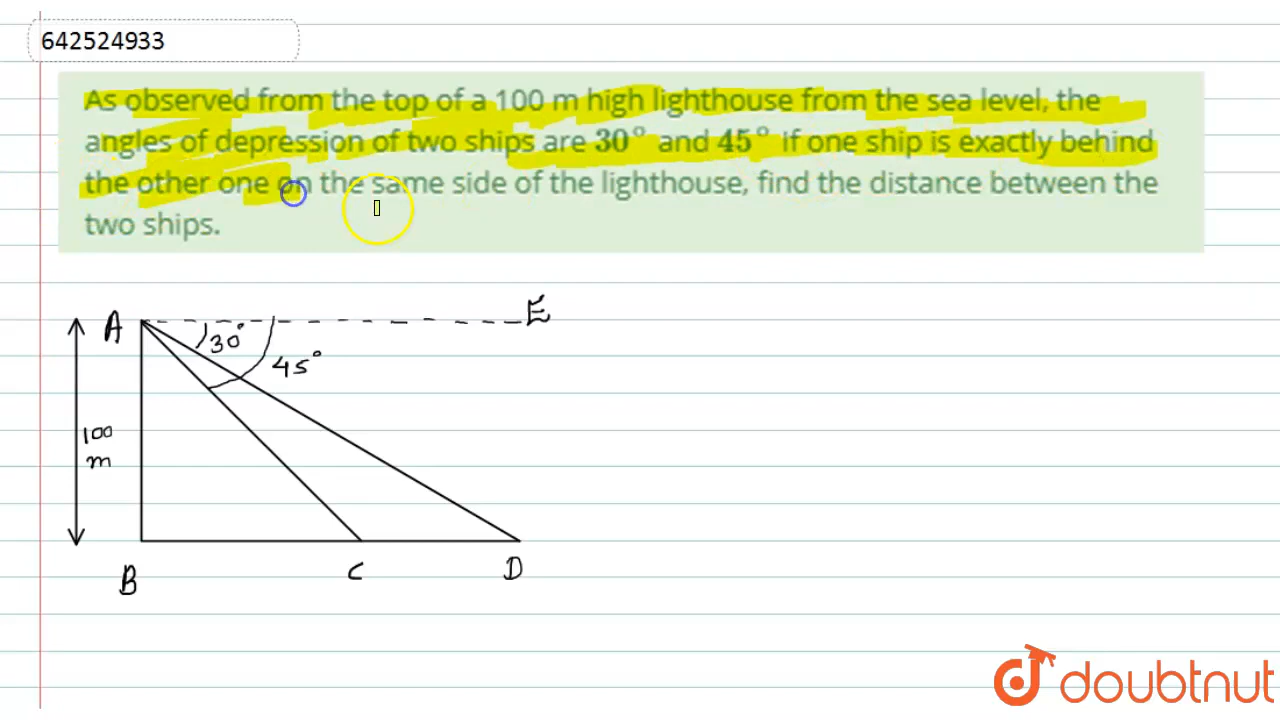 642524933
As observed from the top of a 100 m high lighthouse from the sea level, the
angles of depression of two ships are 30° and 45° If one ship is exactly behind
the other one on the same side of the lighthouse, find the distance between the
two ships.
A
E
30°
45°
100
m
B
C
D
doubtnut